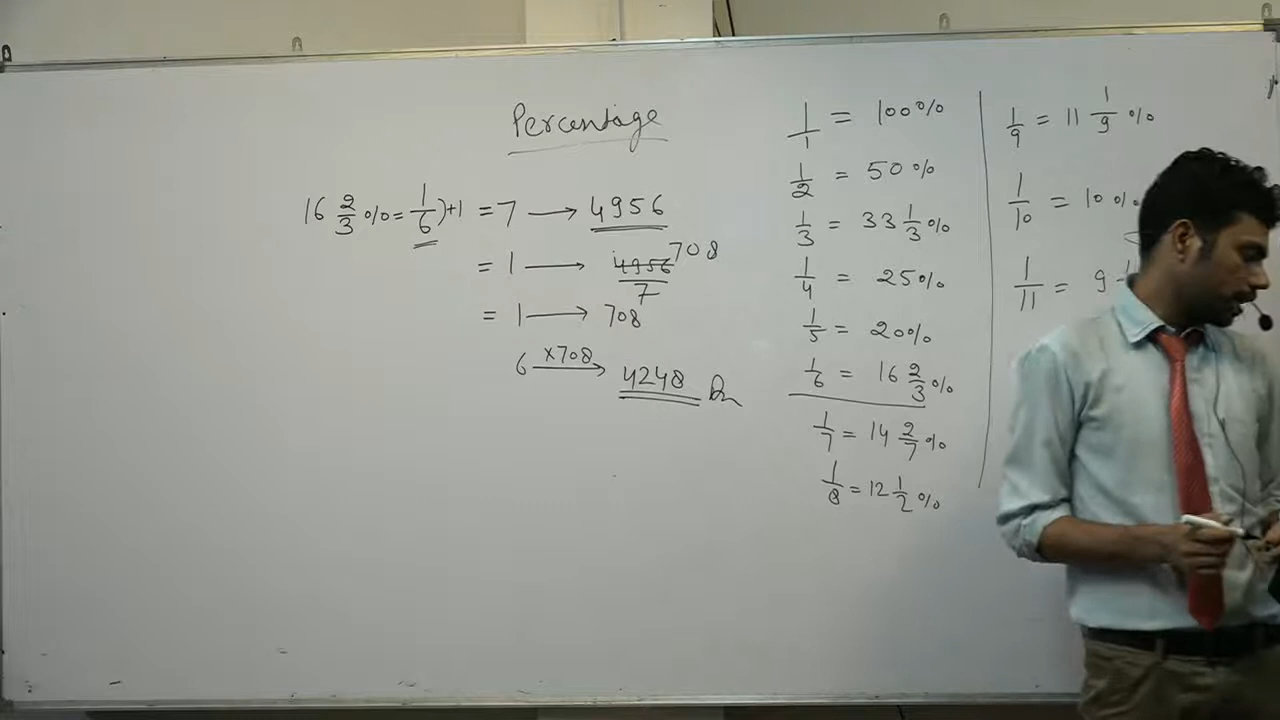 Percentage
16 2/3 % = 1/6 ) +1 = 7 → 4956
= 1 → 4956/7 708
= 1 → 708
6 ×708→ 4248
1/1 = 100%
1/2 = 50%
1/3 = 33 1/3 %
1/4 = 25%
1/5 = 20%
1/6 = 16 2/3 %
1/7 = 14 2/7 %
1/8 = 12 1/2 %
1/9 = 11 1/9 %
1/10 = 10%
1/11 = 9